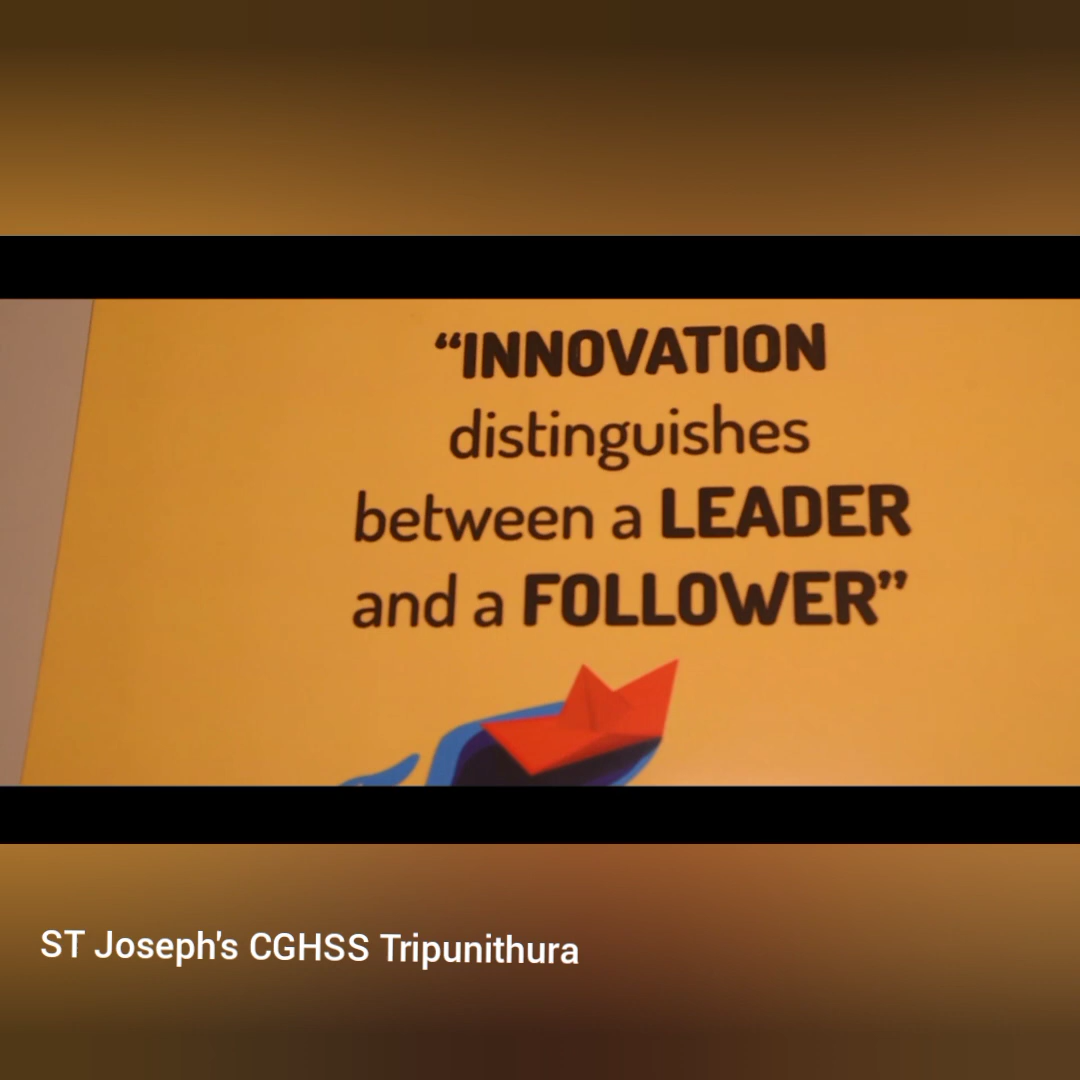 “INNOVATION
distinguishes
between a LEADER
and a FOLLOWER”
ST Joseph's CGHSS Tripunithura